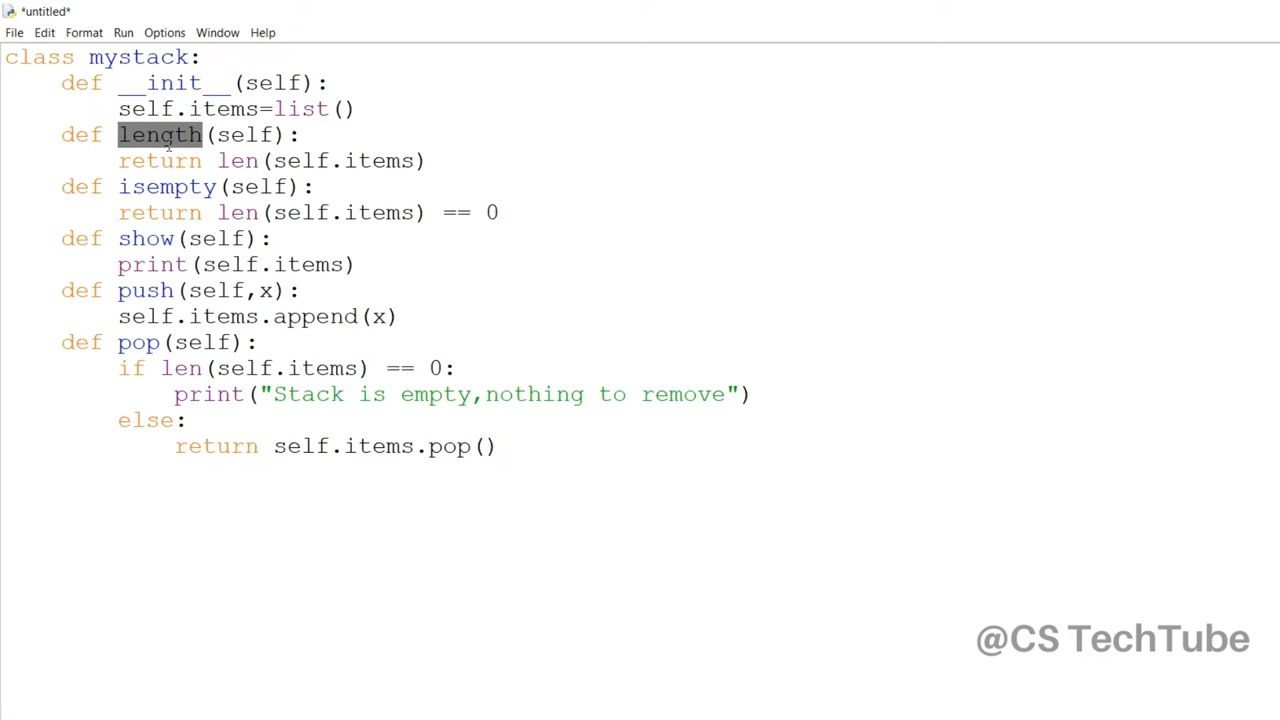 *untitled*
File Edit Format Run Options Window Help
class mystack:
    def __init__(self):
        self.items=list()
    def length(self):
        return len(self.items)
    def isempty(self):
        return len(self.items) == 0
    def show(self):
        print(self.items)
    def push(self,x):
        self.items.append(x)
    def pop(self):
        if len(self.items) == 0:
            print("Stack is empty,nothing to remove")
        else:
            return self.items.pop()
@CS TechTube